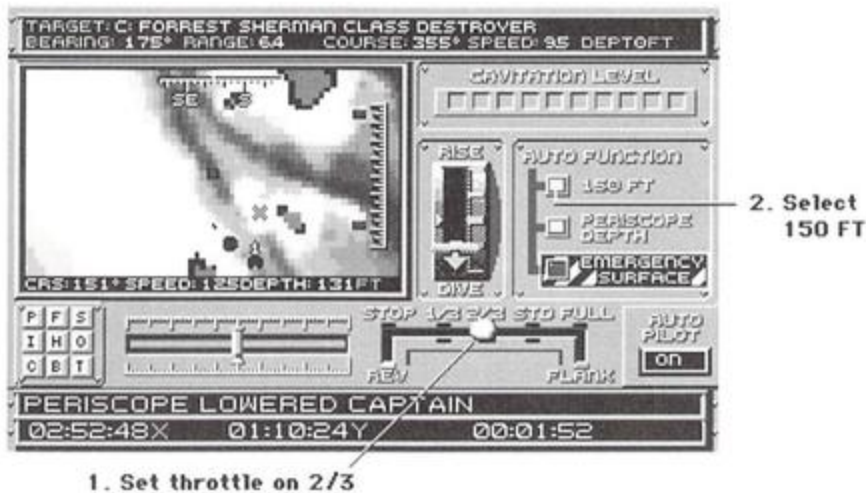 TARGET: C: FORREST SHERMAN CLASS DESTROYER
BEARING: 175° RANGE: 64 COURSE: 355° SPEED: 95 DEPT0FT
SE S
CRS: 151° SPEED: 125DEPTH: 131FT
CAVITATION LEVEL
RISE
DIVE
AUTO FUNCTION
150 FT
PERISCOPE
DEPTH
EMERGENCY
SURFACE
2. Select
150 FT
P F S
I H O
C B T
STOP 1/3 2/3 STD FULL
REV FLANK
AUTO
PILOT
ON
PERISCOPE LOWERED CAPTAIN
02:52:48X 01:10:24Y 00:01:52
1. Set throttle on 2/3